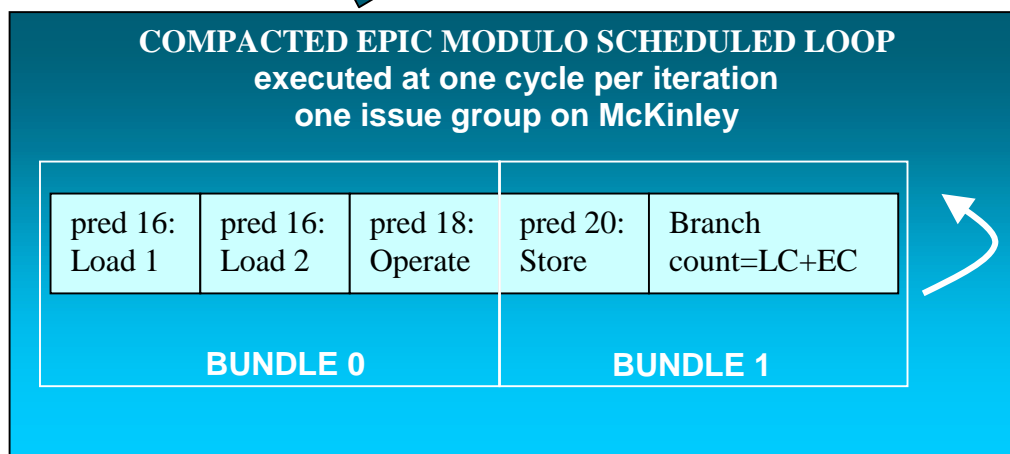 COMPACTED EPIC MODULO SCHEDULED LOOP
executed at one cycle per iteration
one issue group on McKinley
pred 16:
Load 1
pred 16:
Load 2
pred 18:
Operate
pred 20:
Store
Branch
count=LC+EC
BUNDLE 0
BUNDLE 1